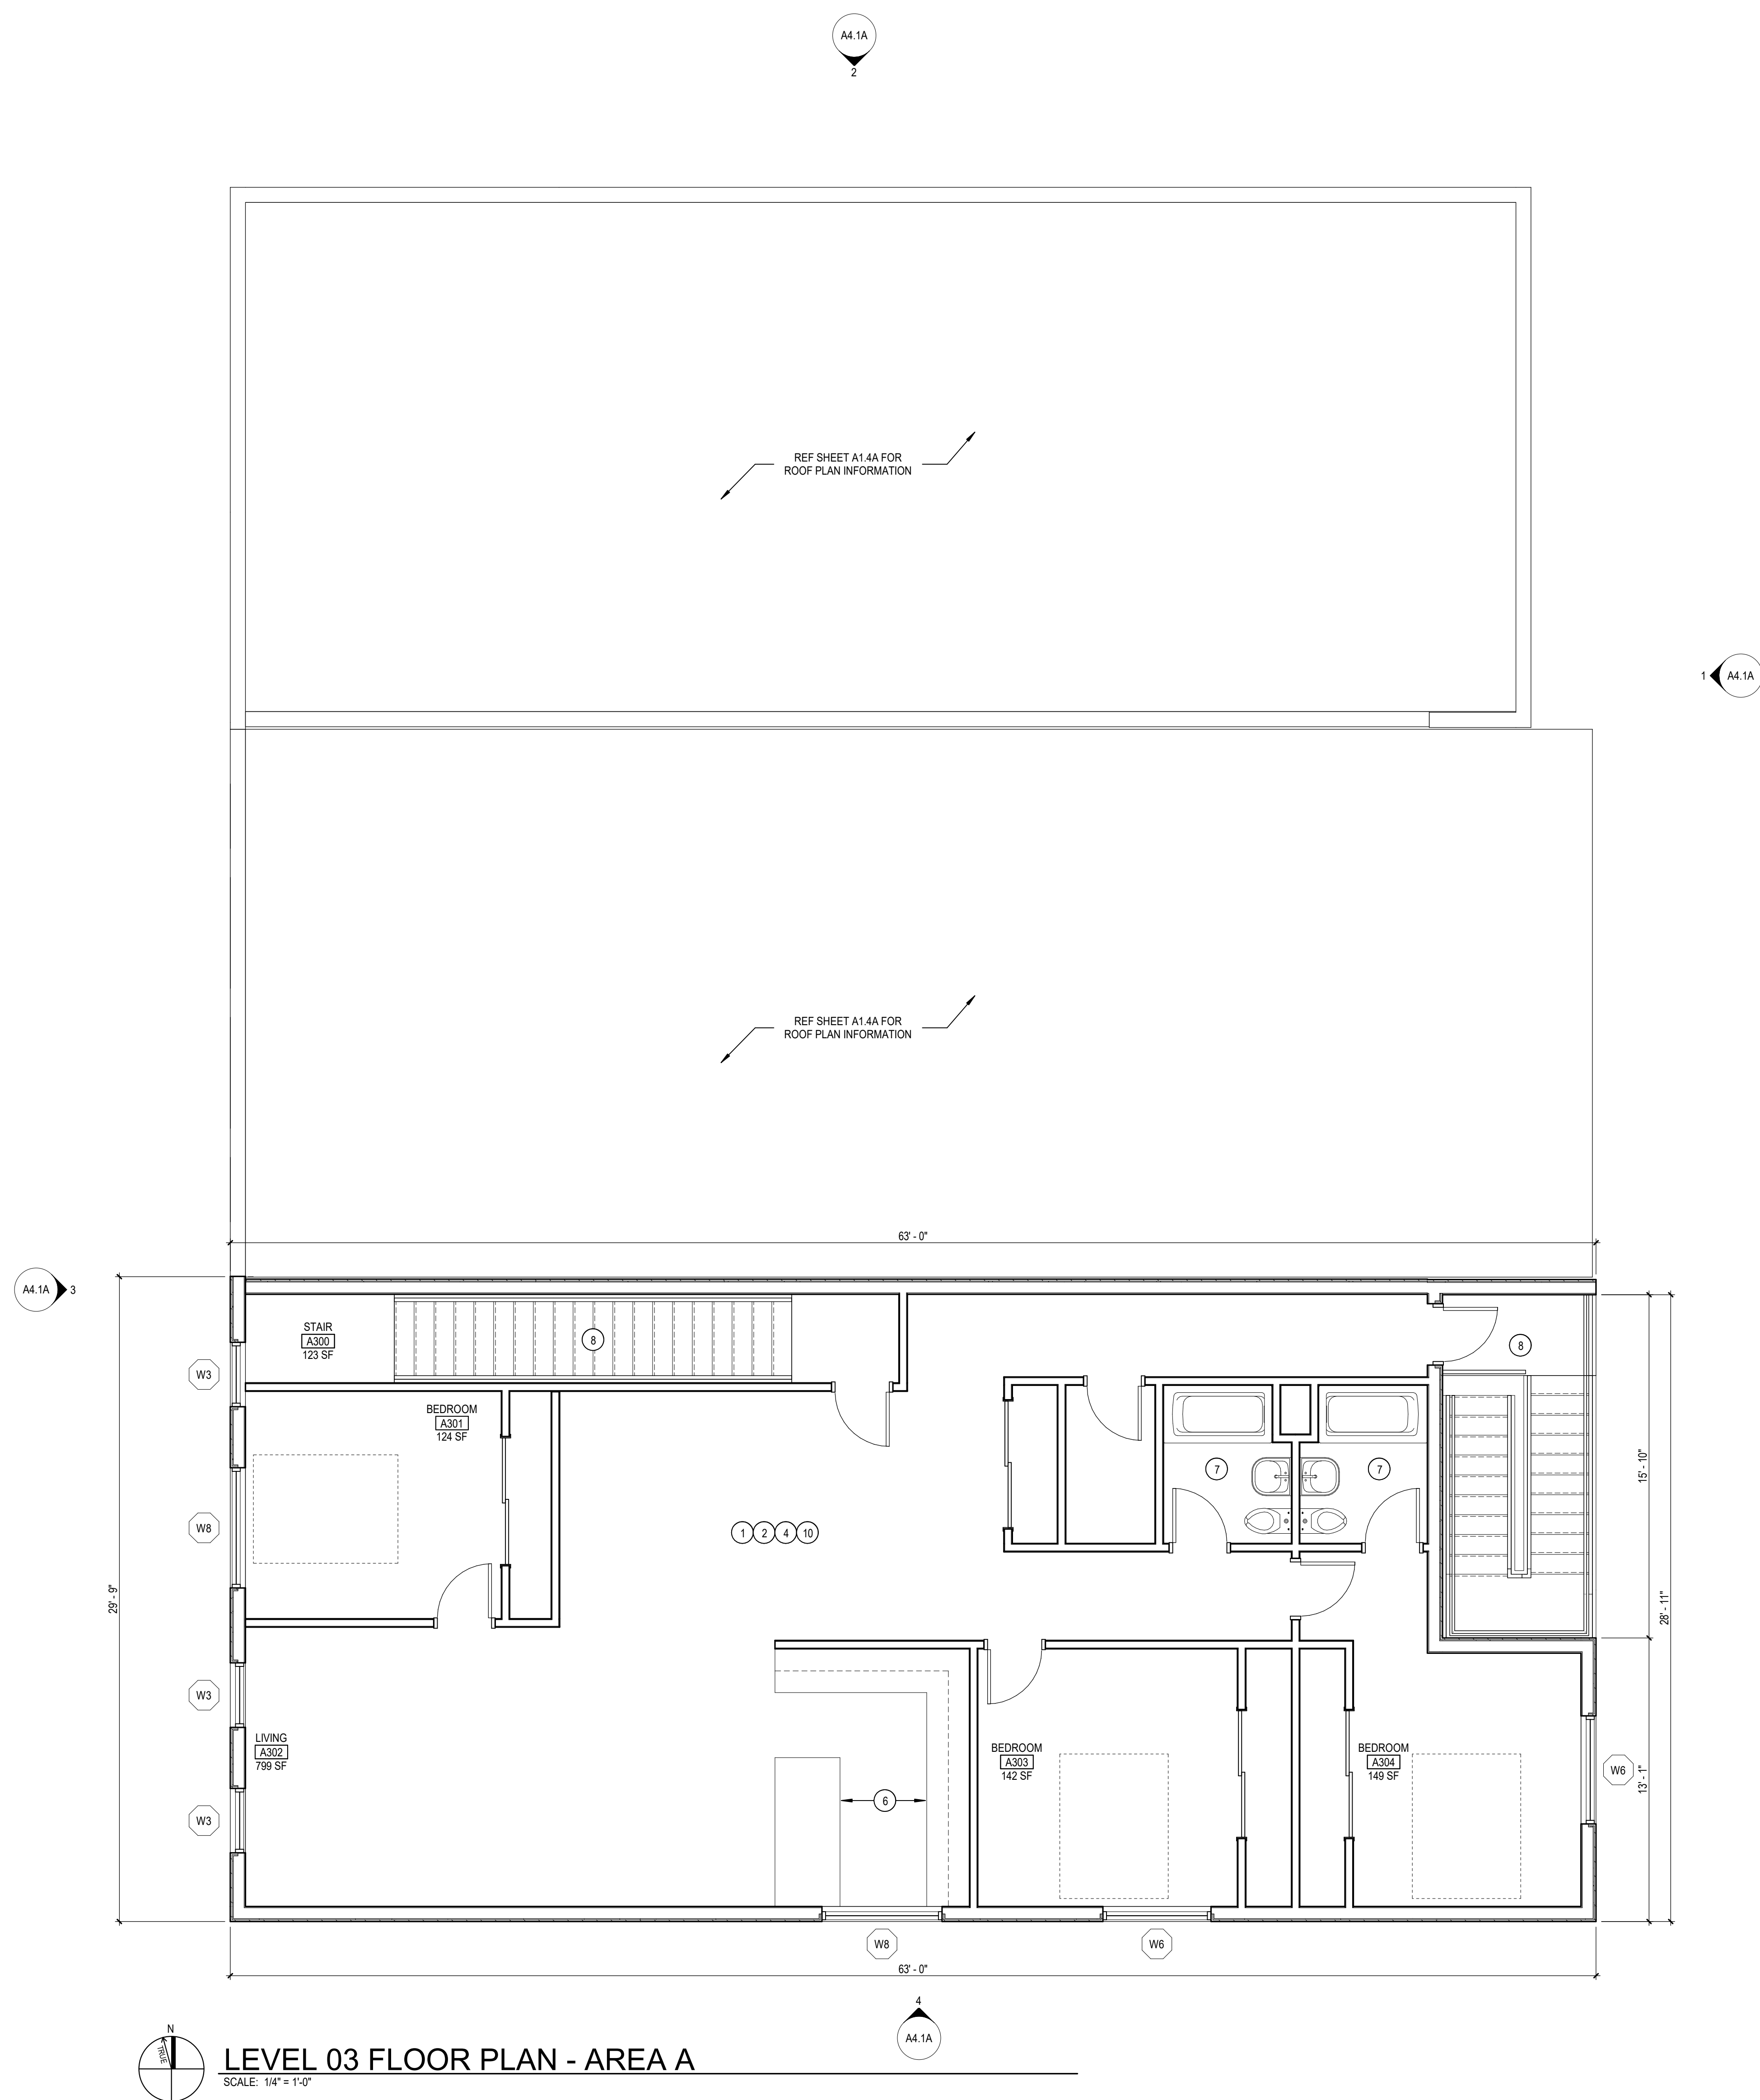 A4.1A
2
REF SHEET A1.4A FOR
ROOF PLAN INFORMATION
1
A4.1A
REF SHEET A1.4A FOR
ROOF PLAN INFORMATION
63' - 0"
A4.1A
3
STAIR
A300
123 SF
8
8
W3
BEDROOM
A301
124 SF
7
7
15' - 10"
W8
1
2
4
10
29' - 9"
28' - 11"
W3
LIVING
A302
799 SF
BEDROOM
A303
142 SF
BEDROOM
A304
149 SF
W6
13' - 1"
6
W3
W8
W6
63' - 0"
4
A4.1A
N
TRUE
LEVEL 03 FLOOR PLAN - AREA A
SCALE: 1/4" = 1'-0"